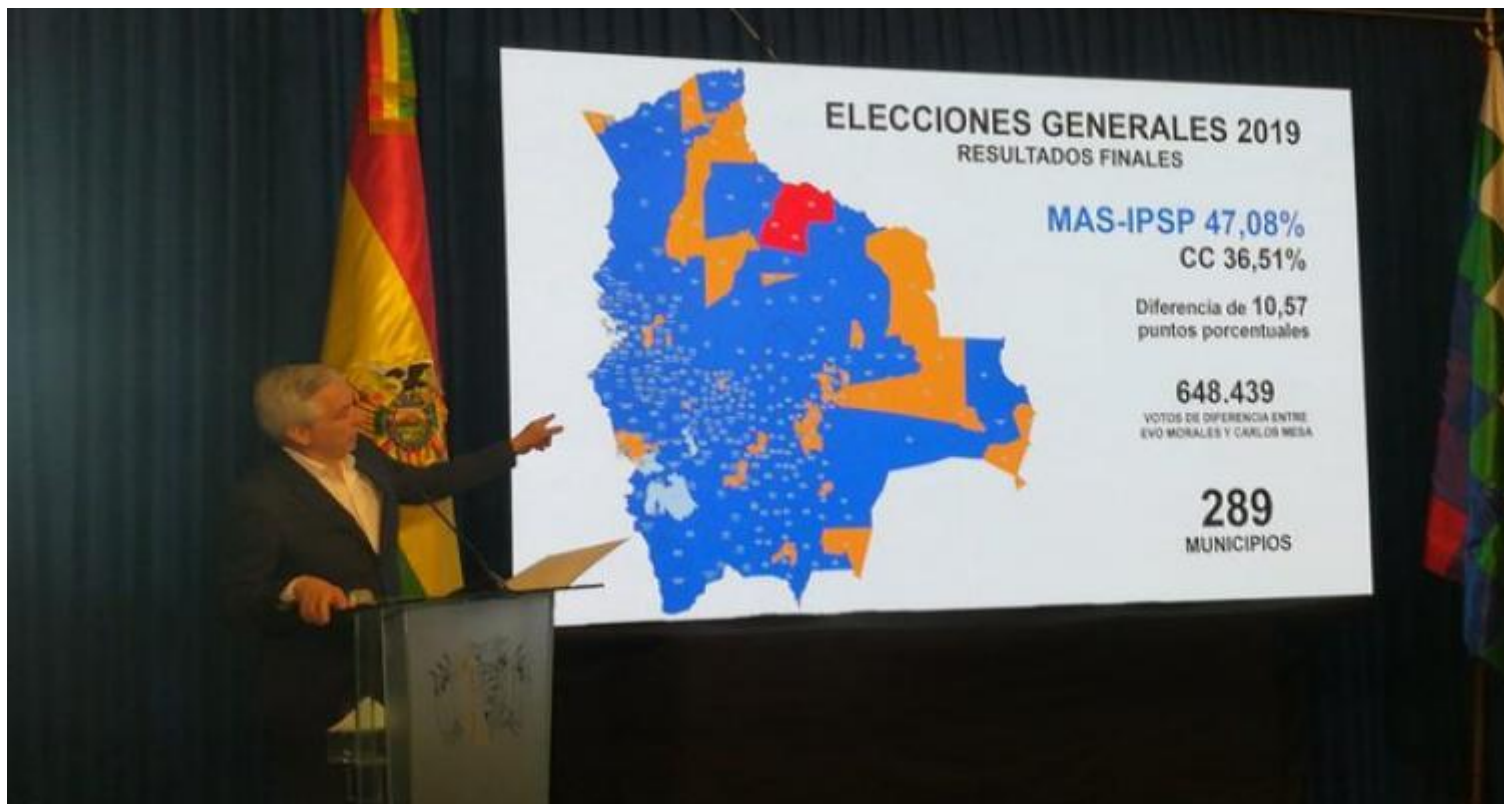 ELECCIONES GENERALES 2019
RESULTADOS FINALES
MAS-IPSP 47,08%
CC 36,51%
Diferencia de 10,57
puntos porcentuales
648.439
VOTOS DE DIFERENCIA ENTRE
EVO MORALES Y CARLOS MESA
289
MUNICIPIOS